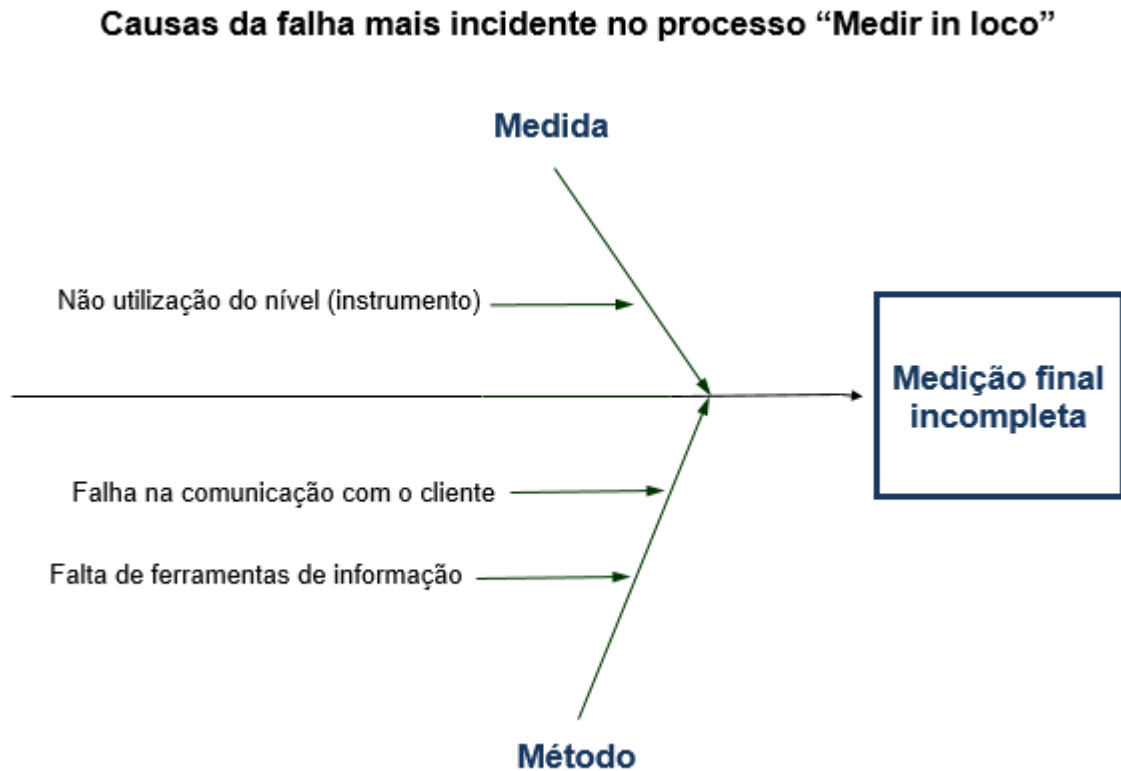 Causas da falha mais incidente no processo “Medir in loco”
Medida
Não utilização do nível (instrumento)
Medição final
incompleta
Falha na comunicação com o cliente
Falta de ferramentas de informação
Método